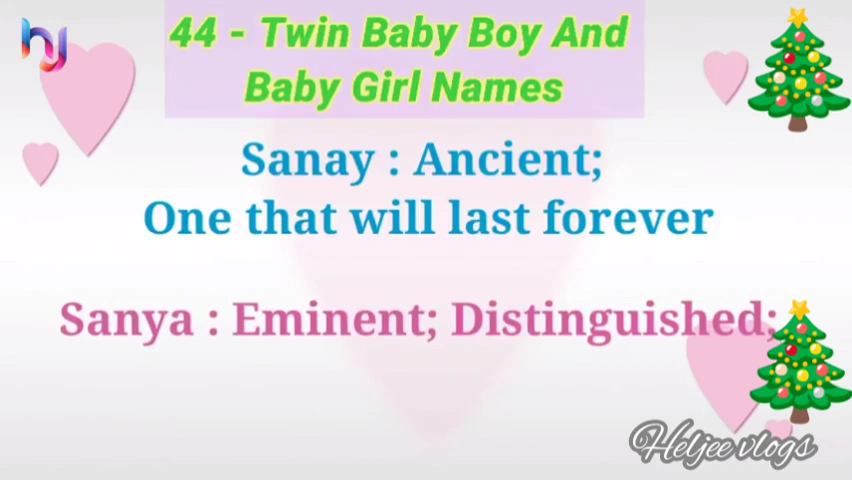 hj
44 - Twin Baby Boy And
Baby Girl Names
Sanay : Ancient;
One that will last forever
Sanya : Eminent; Distinguished;
Heljee vlogs